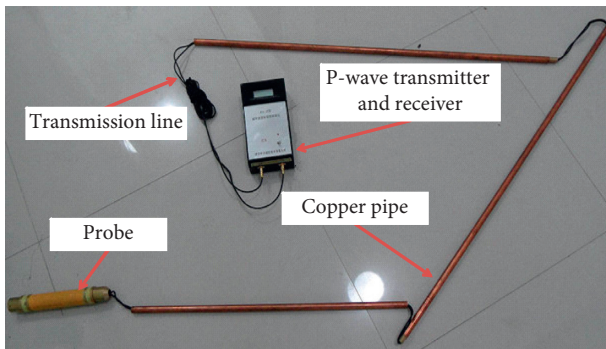 P-wave transmitter
and receiver
Transmission line
Copper pipe
Probe